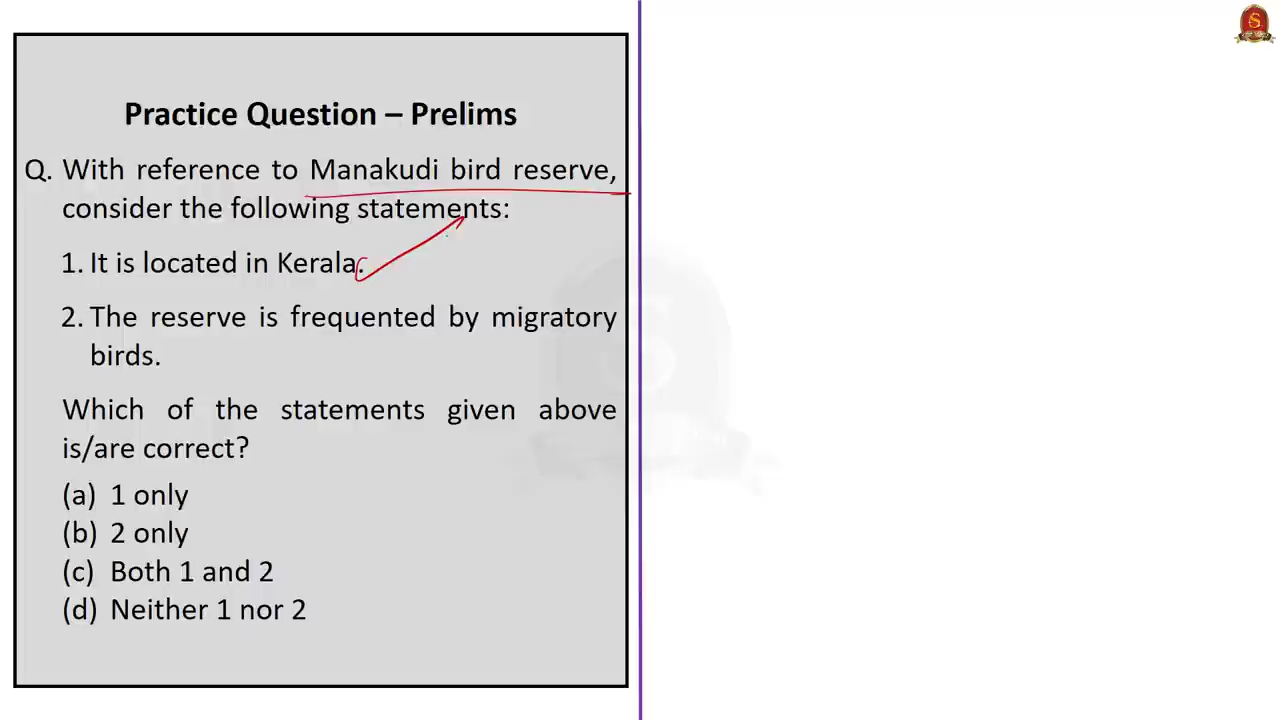 Practice Question – Prelims
Q. With reference to Manakudi bird reserve,
consider the following statements:
1. It is located in Kerala.
2. The reserve is frequented by migratory
birds.
Which of the statements given above
is/are correct?
(a) 1 only
(b) 2 only
(c) Both 1 and 2
(d) Neither 1 nor 2